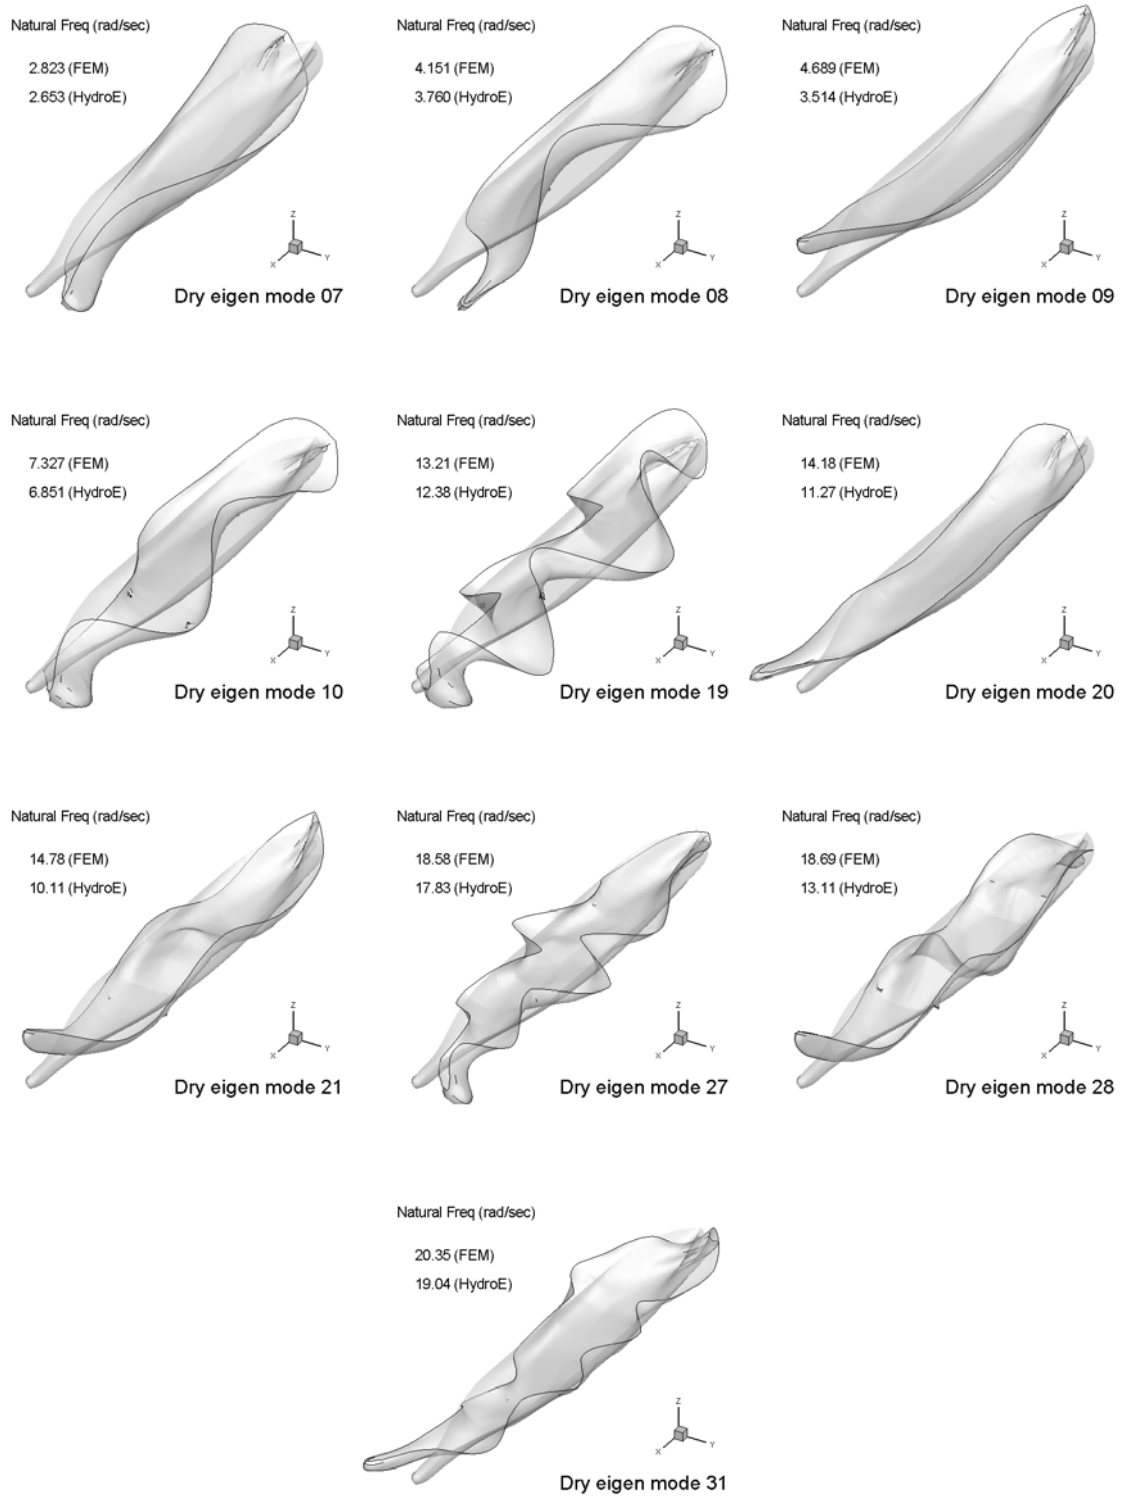 Natural Freq (rad/sec)
2.823 (FEM)
2.653 (HydroE)
Z
X
Y
Dry eigen mode 07
Natural Freq (rad/sec)
4.151 (FEM)
3.760 (HydroE)
Z
X
Y
Dry eigen mode 08
Natural Freq (rad/sec)
4.689 (FEM)
3.514 (HydroE)
Z
X
Y
Dry eigen mode 09
Natural Freq (rad/sec)
7.327 (FEM)
6.851 (HydroE)
Z
X
Y
Dry eigen mode 10
Natural Freq (rad/sec)
13.21 (FEM)
12.38 (HydroE)
Z
X
Y
Dry eigen mode 19
Natural Freq (rad/sec)
14.18 (FEM)
11.27 (HydroE)
Z
X
Y
Dry eigen mode 20
Natural Freq (rad/sec)
14.78 (FEM)
10.11 (HydroE)
Z
X
Y
Dry eigen mode 21
Natural Freq (rad/sec)
18.58 (FEM)
17.83 (HydroE)
Z
X
Y
Dry eigen mode 27
Natural Freq (rad/sec)
18.69 (FEM)
13.11 (HydroE)
Z
X
Y
Dry eigen mode 28
Natural Freq (rad/sec)
20.35 (FEM)
19.04 (HydroE)
Z
X
Y
Dry eigen mode 31